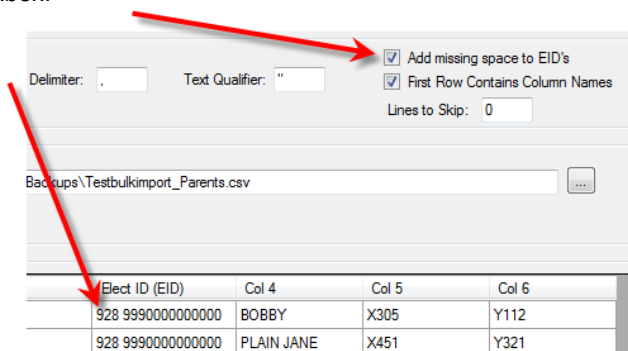 Add missing space to EID's
Delimiter: , Text Qualifier: "
First Row Contains Column Names
Lines to Skip: 0
Backups\Testbulkimport_Parents.csv ...
Elect ID (EID) Col 4 Col 5 Col 6
928 9990000000000 BOBBY X305 Y112
928 9990000000000 PLAIN JANE X451 Y321